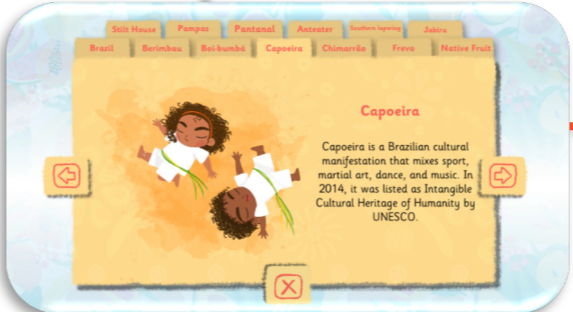 Stilt House Pampas Pantanal Anteater Southern lapwing Jabiru
Brazil Berimbau Boi-bumbá Capoeira Chimarrão Frevo Native Fruit
Capoeira
Capoeira is a Brazilian cultural
manifestation that mixes sport,
martial art, dance, and music. In
2014, it was listed as Intangible
Cultural Heritage of Humanity by
UNESCO.